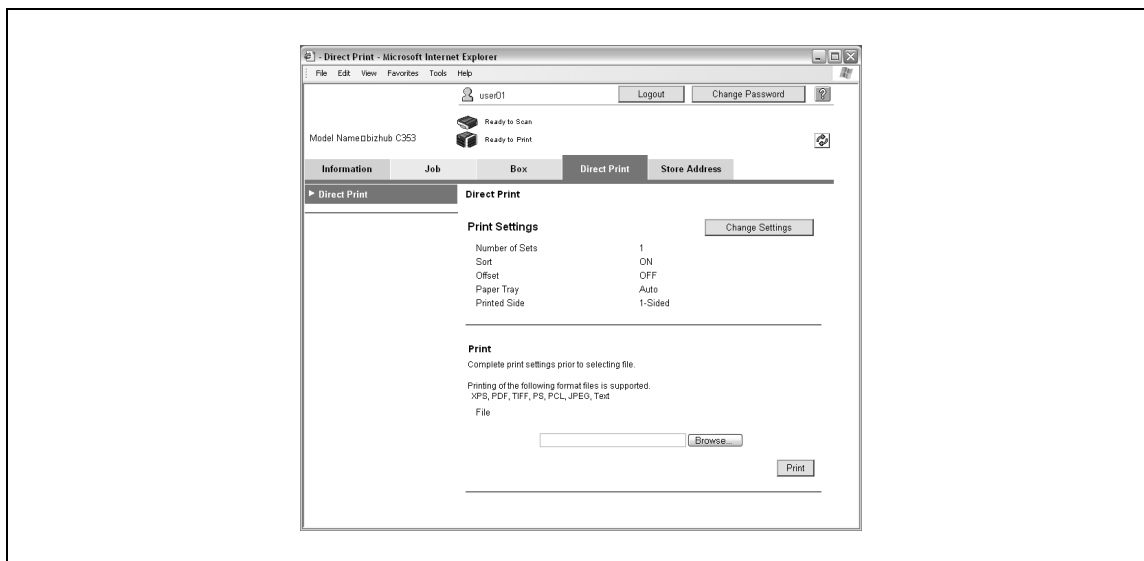 - Direct Print - Microsoft Internet Explorer
File Edit View Favorites Tools Help
user01 Logout Change Password ?
Ready to Scan
Model Name□bizhub C353 Ready to Print
Information Job Box Direct Print Store Address
Direct Print
Direct Print
Print Settings Change Settings
Number of Sets 1
Sort ON
Offset OFF
Paper Tray Auto
Printed Side 1-Sided
Print
Complete print settings prior to selecting file.
Printing of the following format files is supported.
XPS, PDF, TIFF, PS, PCL, JPEG, Text
File
Browse...
Print